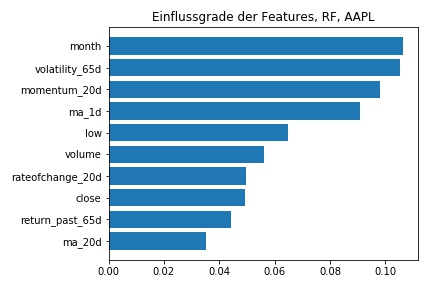 Einflussgrade der Features, RF, AAPL
month
volatility_65d
momentum_20d
ma_1d
low
volume
rateofchange_20d
close
return_past_65d
ma_20d
0.00 0.02 0.04 0.06 0.08 0.10